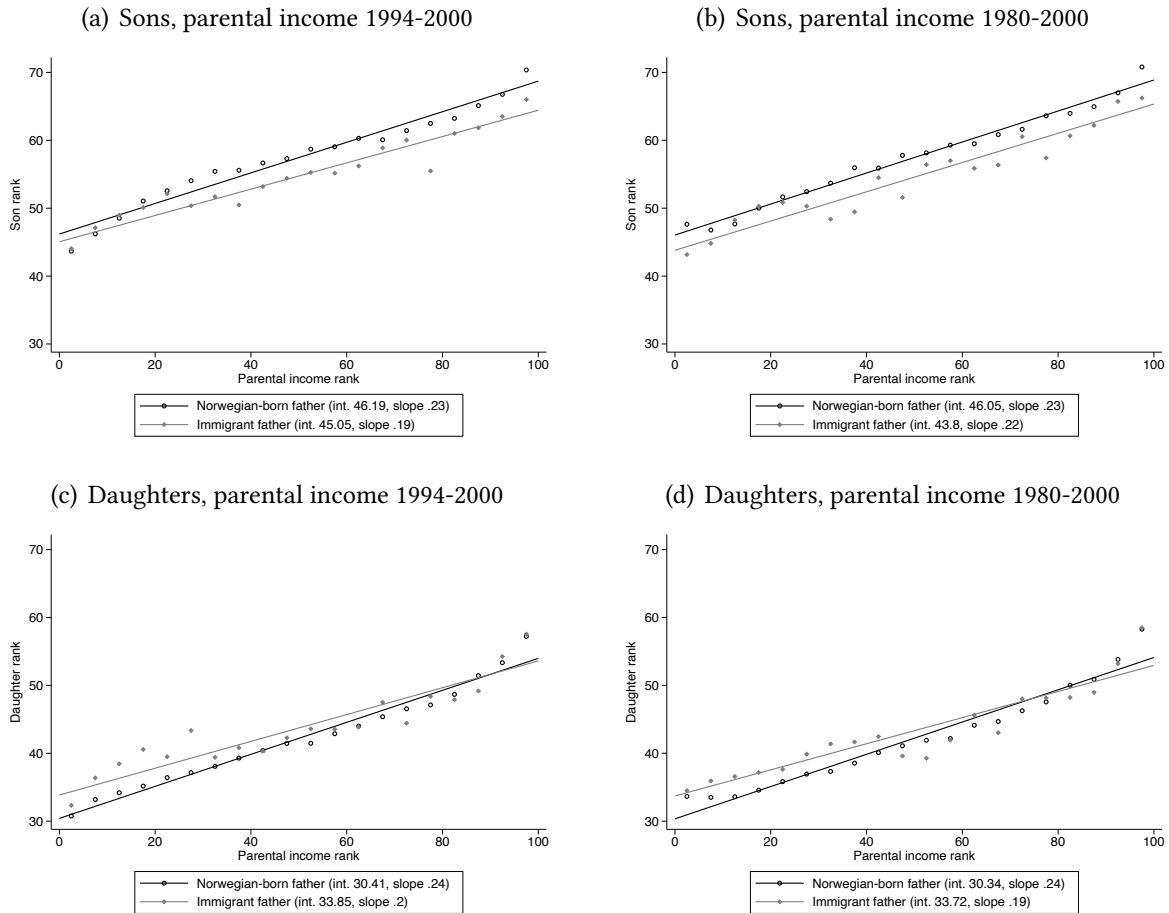 (a) Sons, parental income 1994-2000
70
60
50
40
30
Son rank
0 20 40 60 80 100
Parental income rank
Norwegian-born father (int. 46.19, slope .23)
Immigrant father (int. 45.05, slope .19)
(b) Sons, parental income 1980-2000
70
60
50
40
30
Son rank
0 20 40 60 80 100
Parental income rank
Norwegian-born father (int. 46.05, slope .23)
Immigrant father (int. 43.8, slope .22)
(c) Daughters, parental income 1994-2000
70
60
50
40
30
Daughter rank
0 20 40 60 80 100
Parental income rank
Norwegian-born father (int. 30.41, slope .24)
Immigrant father (int. 33.85, slope .2)
(d) Daughters, parental income 1980-2000
70
60
50
40
30
Daughter rank
0 20 40 60 80 100
Parental income rank
Norwegian-born father (int. 30.34, slope .24)
Immigrant father (int. 33.72, slope .19)